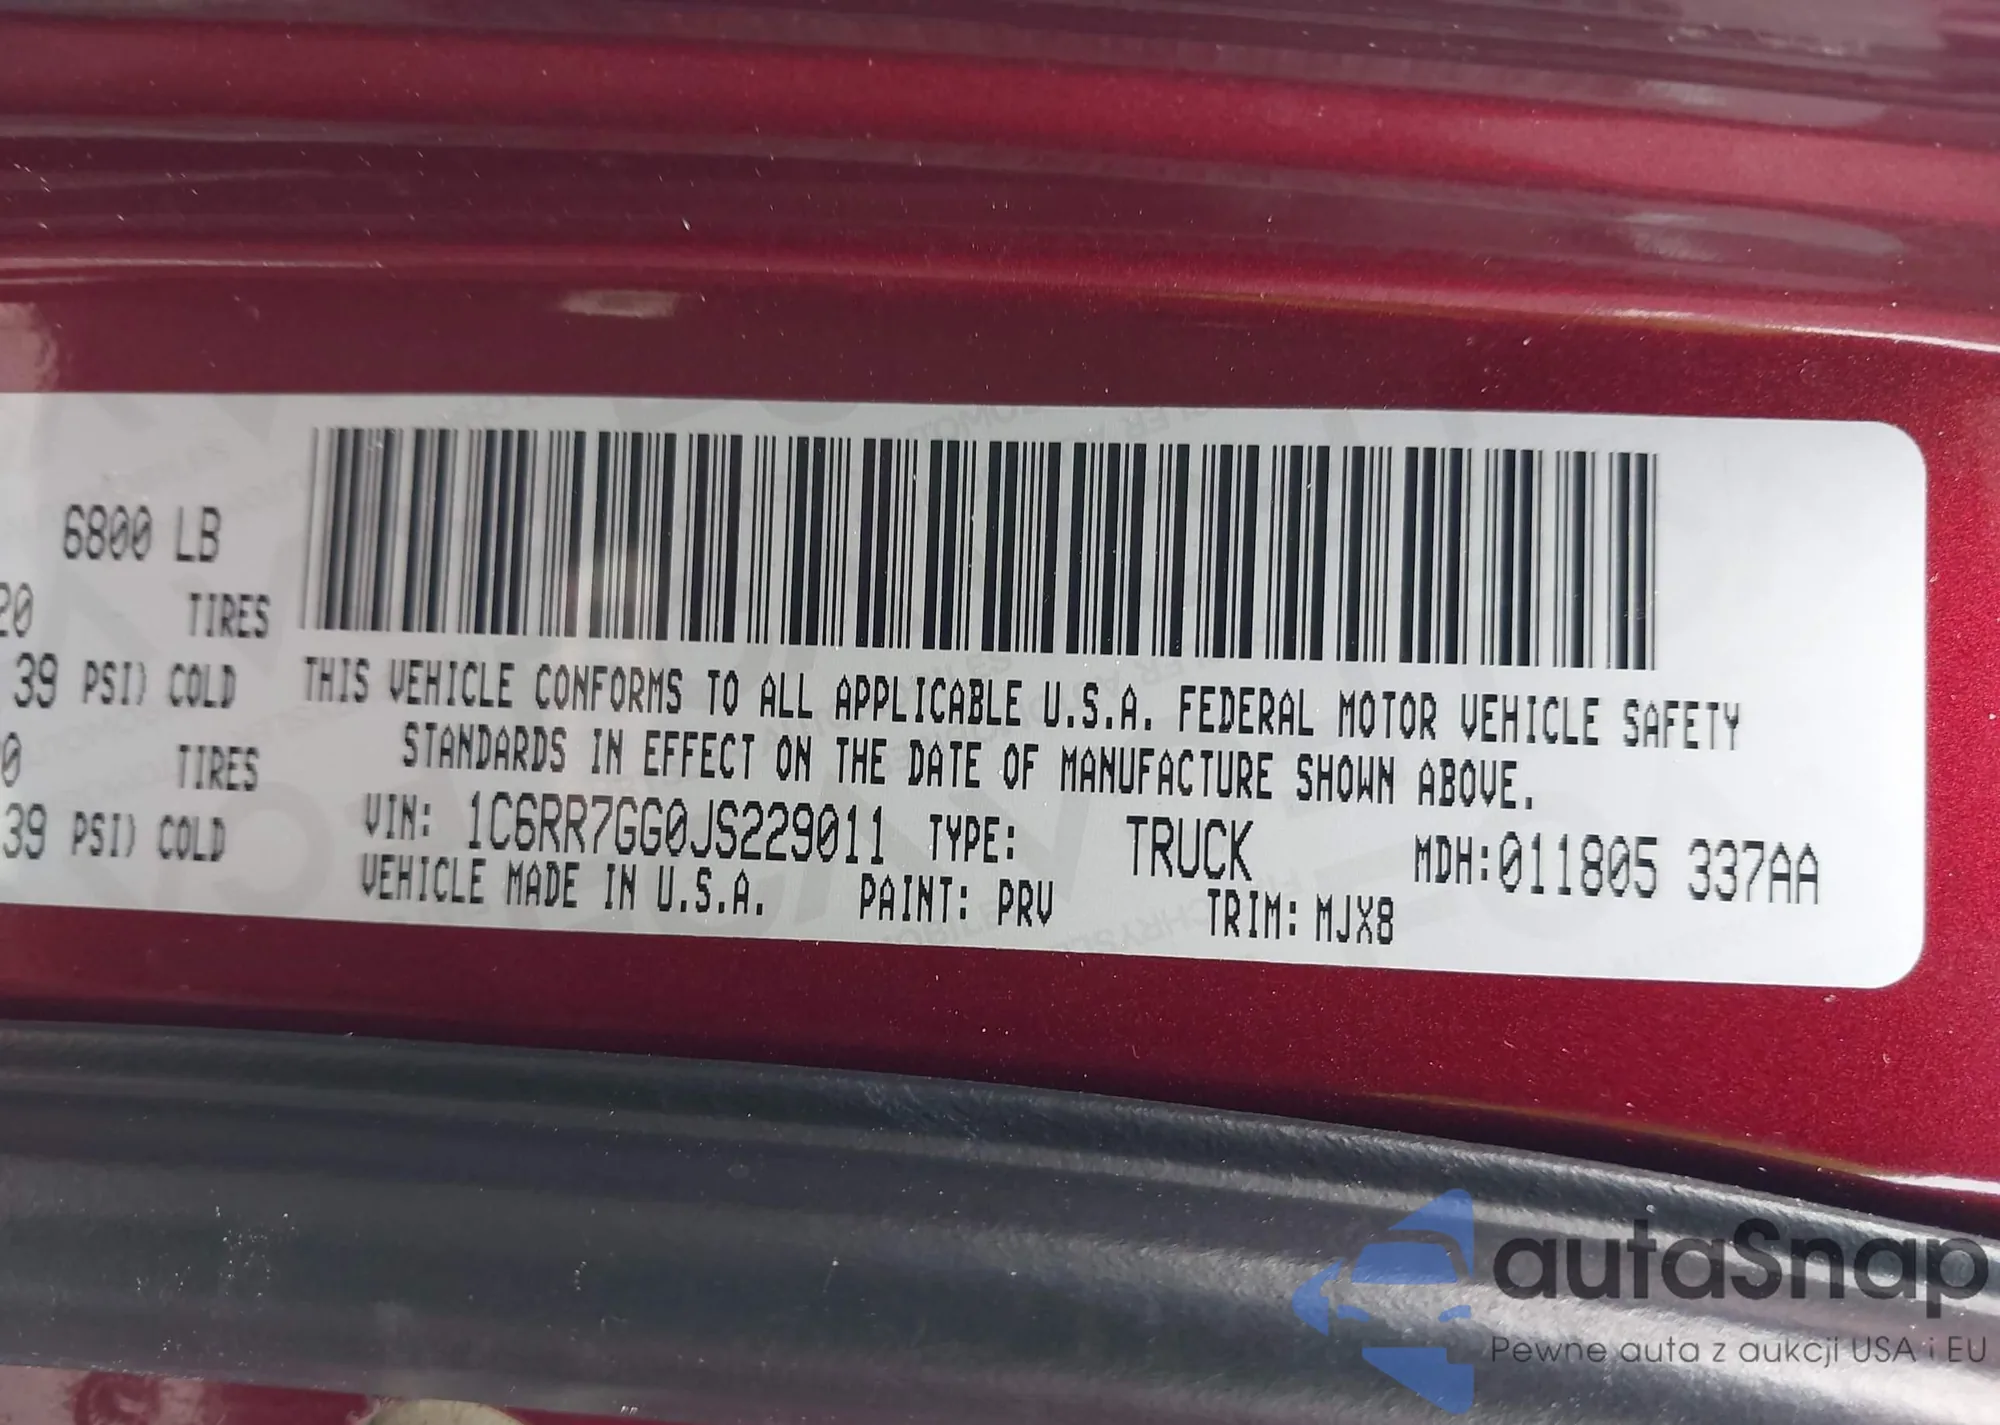 6800 LB
20 TIRES
39 PSI) COLD
0 TIRES
39 PSI) COLD
THIS VEHICLE CONFORMS TO ALL APPLICABLE U.S.A. FEDERAL MOTOR VEHICLE SAFETY
STANDARDS IN EFFECT ON THE DATE OF MANUFACTURE SHOWN ABOVE.
VIN: 1C6RR7GG0JS229011 TYPE: TRUCK MDH:011805 337AA
VEHICLE MADE IN U.S.A. PAINT: PRV TRIM: MJX8
autaSnap
Pewne auta z aukcji USA i EU